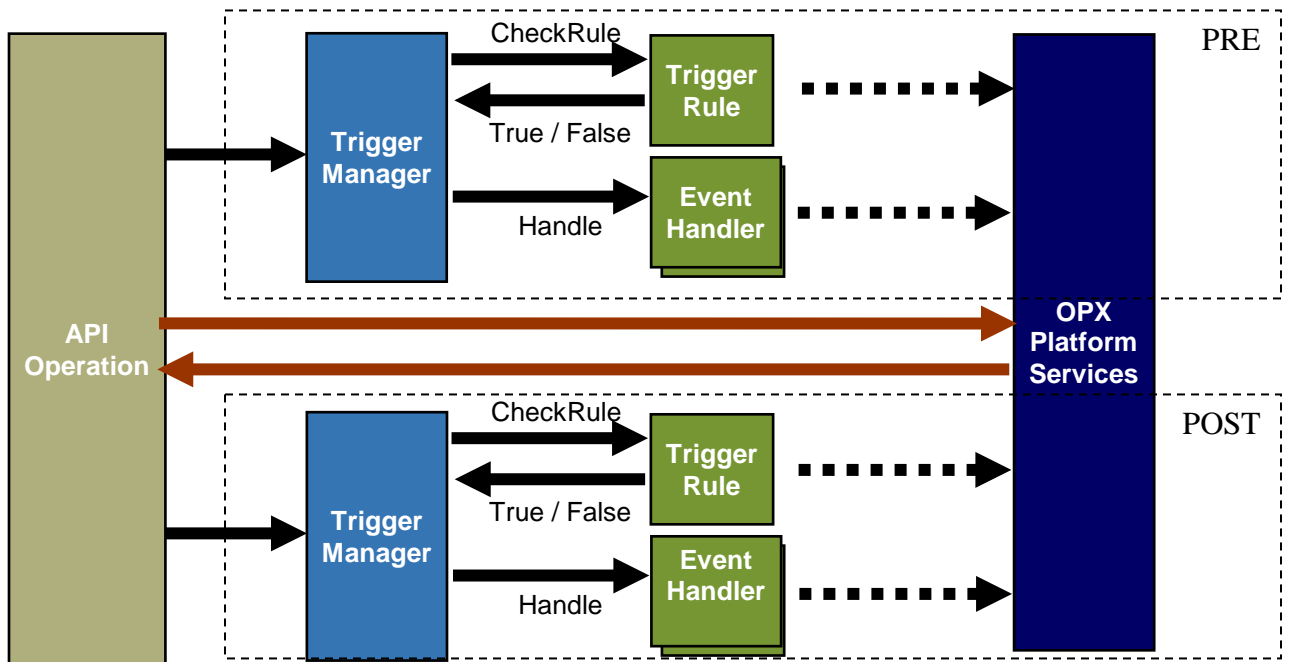 PRE
CheckRule
Trigger
Rule
True / False
Trigger
Manager
Event
Handler
Handle
API
Operation
OPX
Platform
Services
POST
CheckRule
Trigger
Rule
True / False
Trigger
Manager
Event
Handler
Handle